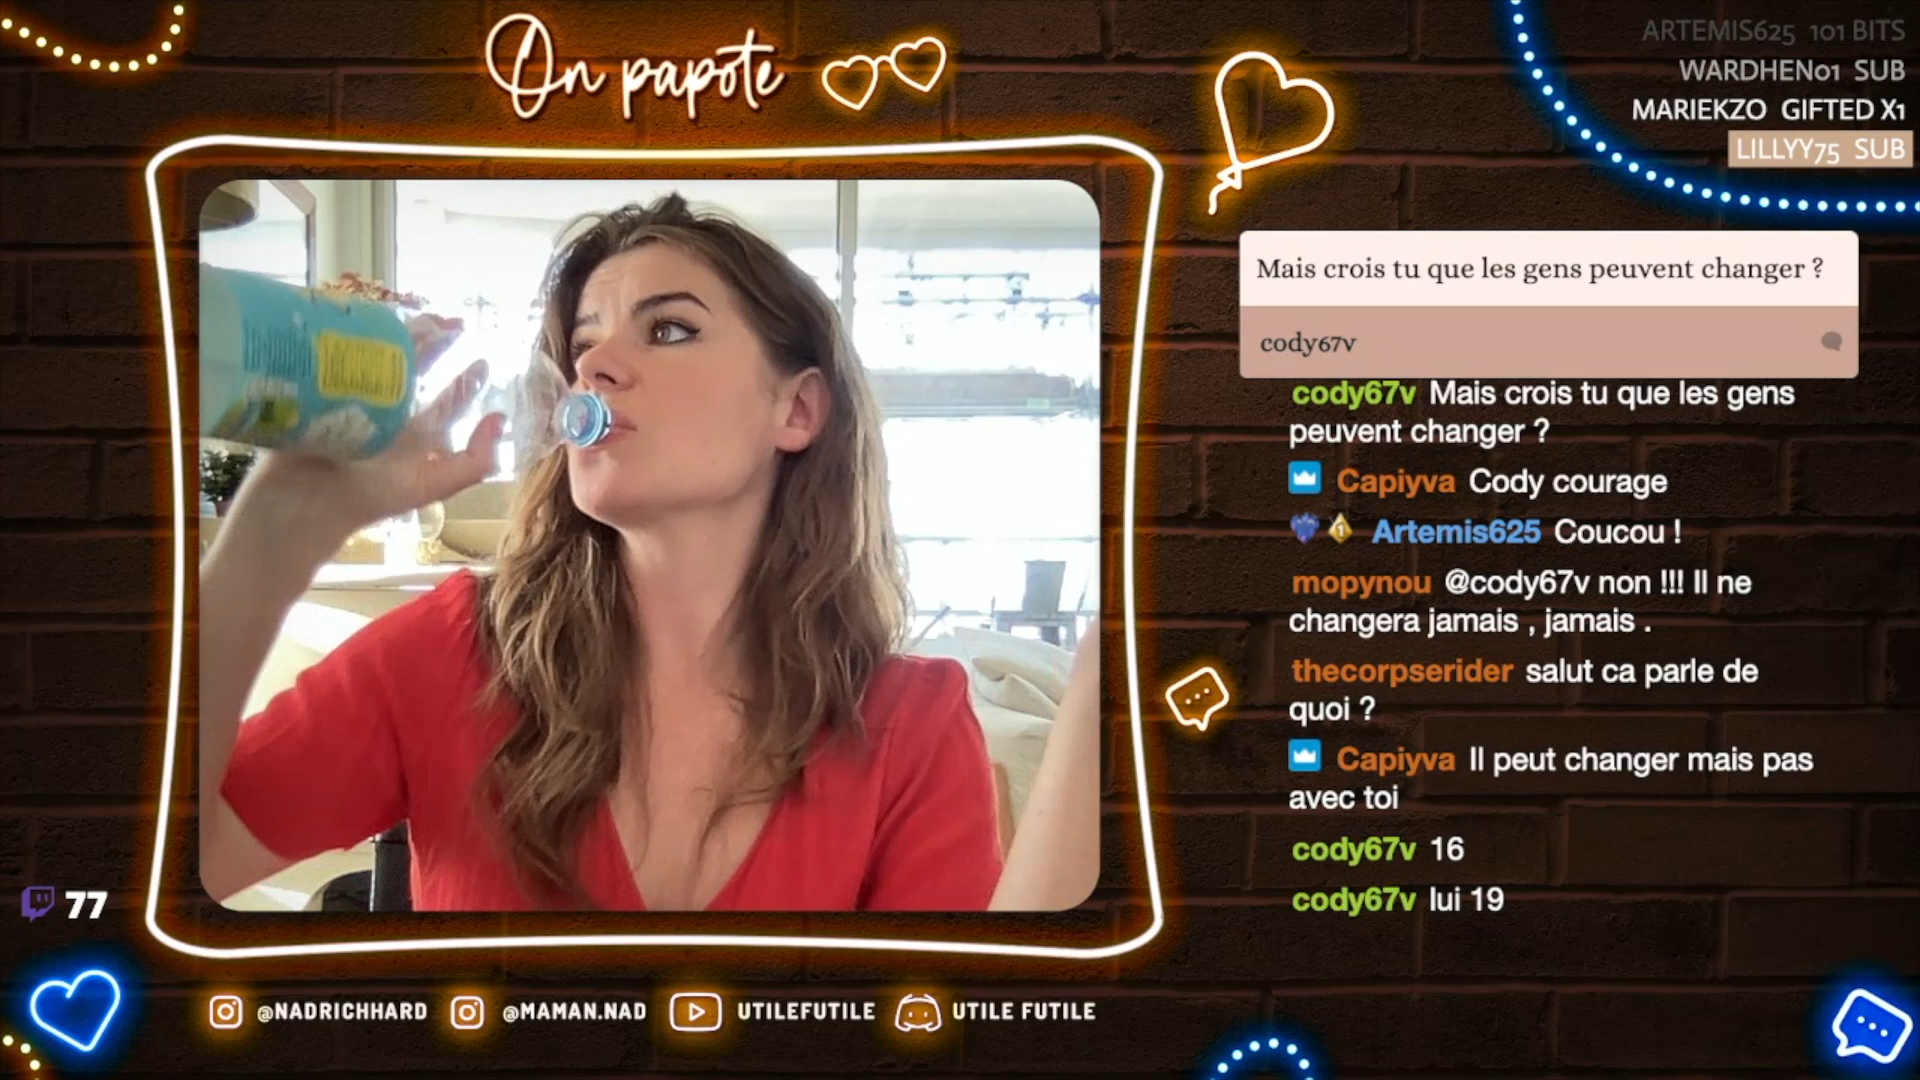 On papote
ARTEMIS625 101 BITS
WARDHEN01 SUB
MARIEKZO GIFTED X1
LILLYY75 SUB
Mais crois tu que les gens peuvent changer ?
cody67v
cody67v Mais crois tu que les gens
peuvent changer ?
Capiyva Cody courage
1 Artemis625 Coucou !
mopynou @cody67v non !!! Il ne
changera jamais , jamais .
thecorpserider salut ca parle de
quoi ?
Capiyva Il peut changer mais pas
avec toi
cody67v 16
cody67v lui 19
77
@NADRICHHARD @MAMAN.NAD UTILEFUTILE UTILE FUTILE